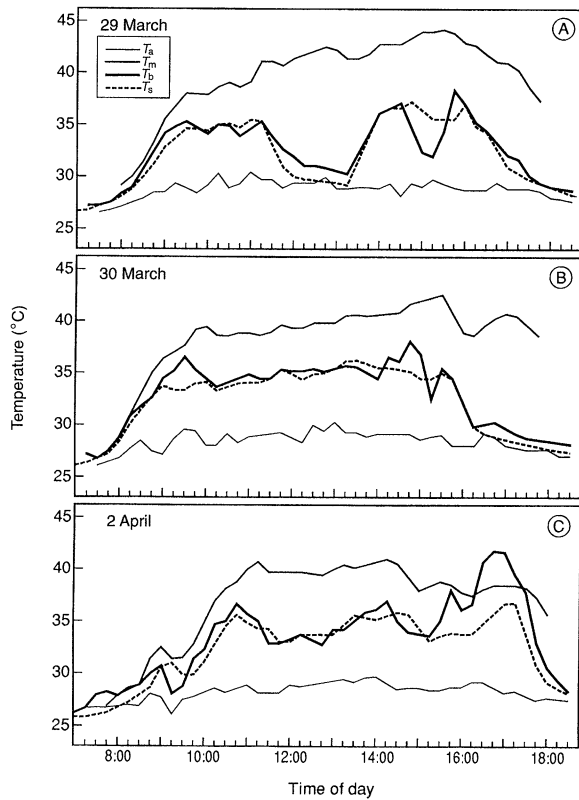 29 March
A
Tₐ
Tₘ
T_b
Tₛ
45
40
35
30
25
30 March
B
45
40
35
30
25
Temperature (°C)
2 April
C
45
40
35
30
25
8:00 10:00 12:00 14:00 16:00 18:00
Time of day